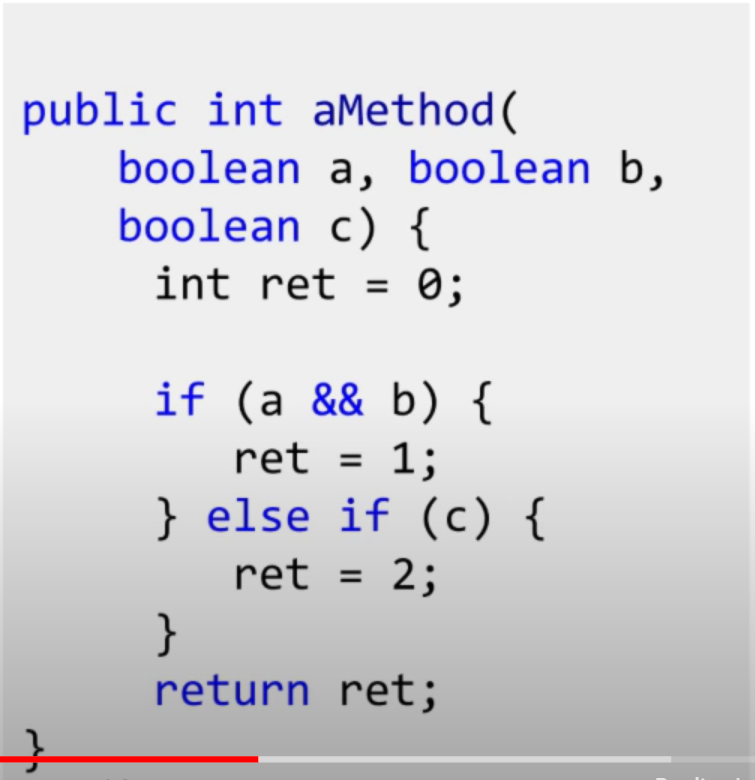 public int aMethod(
boolean a, boolean b,
boolean c) {
int ret = 0;
if (a && b) {
ret = 1;
} else if (c) {
ret = 2;
}
return ret;
}